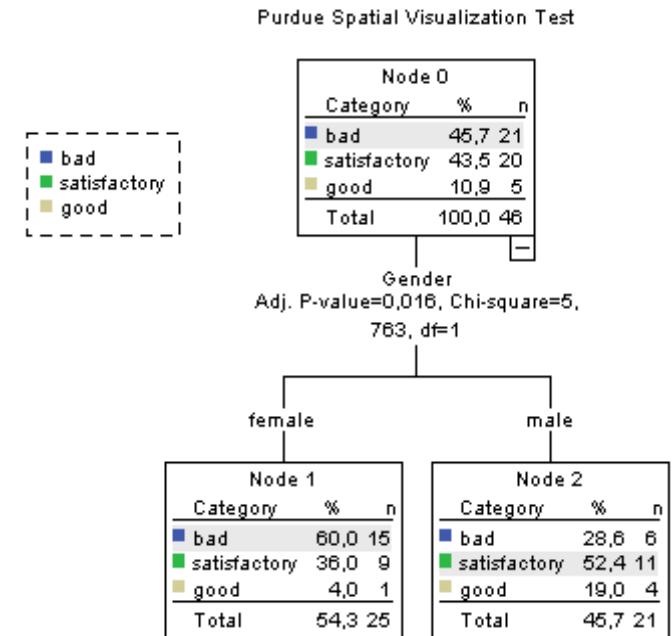 Purdue Spatial Visualization Test
Node 0
Category % n
bad 45,7 21
satisfactory 43,5 20
good 10,9 5
Total 100,0 46
bad
satisfactory
good
Gender
Adj. P-value=0,016, Chi-square=5,
763, df=1
female
male
Node 1
Category % n
bad 60,0 15
satisfactory 36,0 9
good 4,0 1
Total 54,3 25
Node 2
Category % n
bad 28,6 6
satisfactory 52,4 11
good 19,0 4
Total 45,7 21